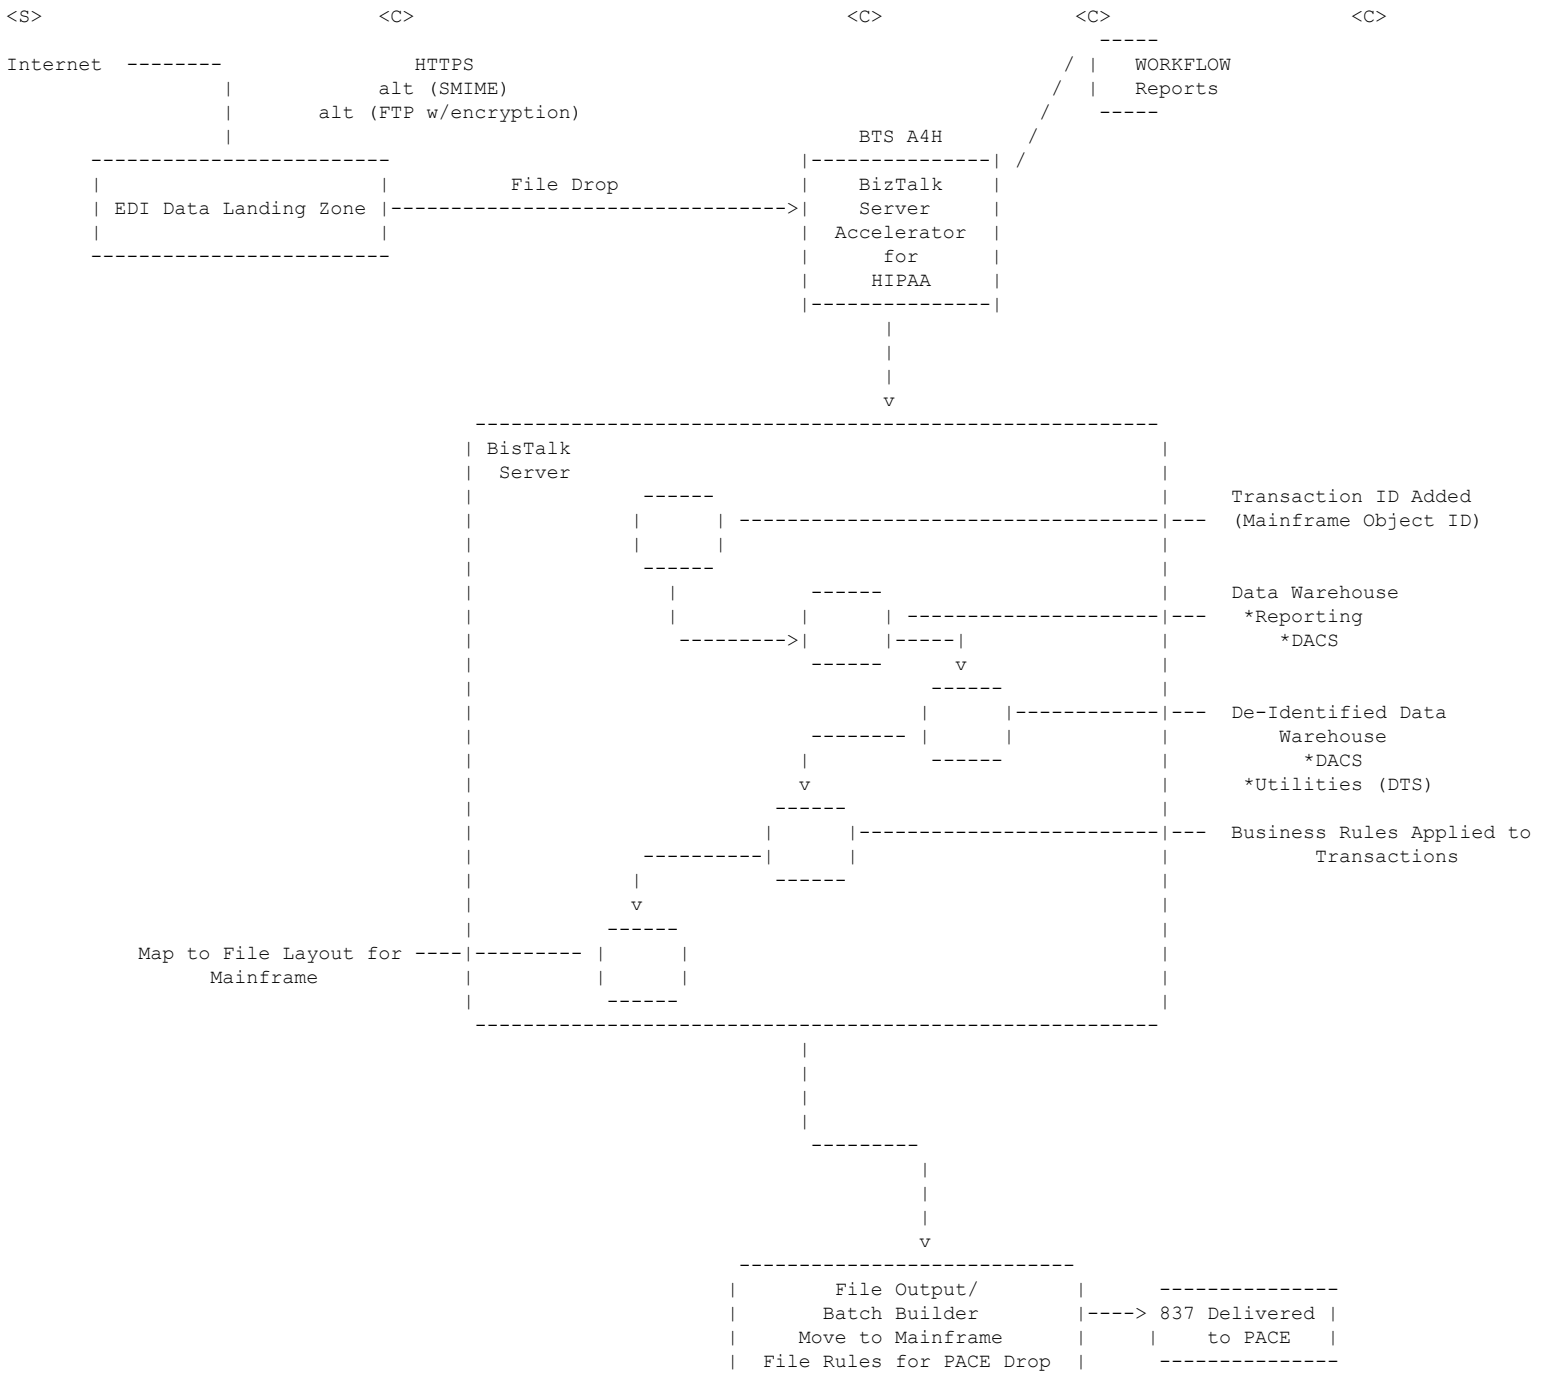 <S> <C> <C> <C> <C>
Internet HTTPS WORKFLOW
alt (SMIME) Reports
alt (FTP w/encryption)
BTS A4H
File Drop BizTalk
EDI Data Landing Zone Server
Accelerator
for
HIPAA
v
BisTalk
Server
Transaction ID Added
(Mainframe Object ID)
Data Warehouse
*Reporting
*DACS
v
De-Identified Data
Warehouse
*DACS
v *Utilities (DTS)
Business Rules Applied to
Transactions
v
Map to File Layout for
Mainframe
v
File Output/
Batch Builder 837 Delivered
Move to Mainframe to PACE
File Rules for PACE Drop